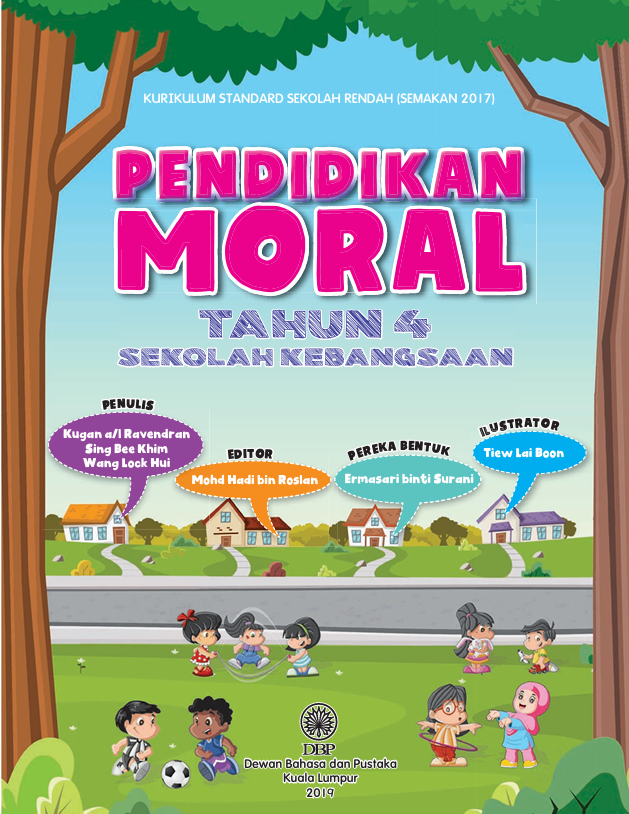 KURIKULUM STANDARD SEKOLAH RENDAH (SEMAKAN 2017)
PENDIDIKAN
MORAL
TAHUN 4
SEKOLAH KEBANGSAAN
PENULIS
Kugan a/l Ravendran
Sing Bee Khim
Wang Lock Hui
EDITOR
Mohd Hadi bin Roslan
PEREKA BENTUK
Ermasari binti Surani
ILUSTRATOR
Tiew Lai Boon
DBP
Dewan Bahasa dan Pustaka
Kuala Lumpur
2019